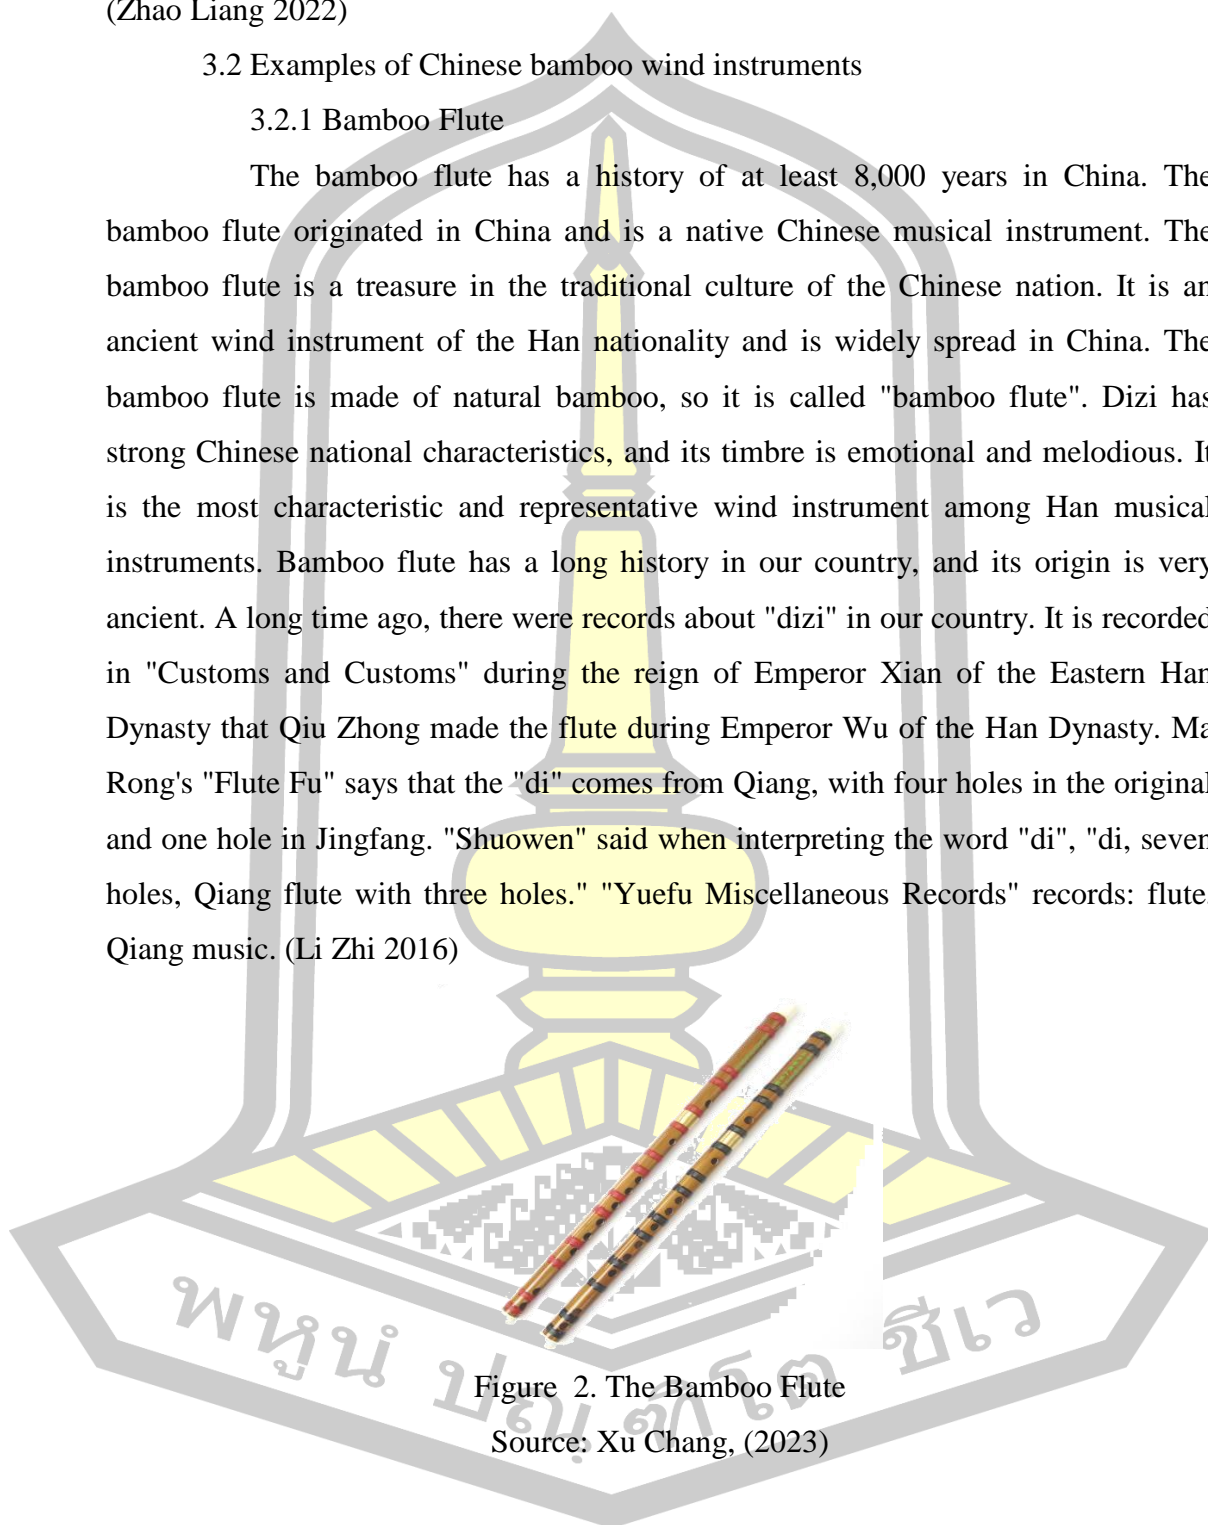 (Zhao Liang 2022)
3.2 Examples of Chinese bamboo wind instruments
3.2.1 Bamboo Flute
The bamboo flute has a history of at least 8,000 years in China. The
bamboo flute originated in China and is a native Chinese musical instrument. The
bamboo flute is a treasure in the traditional culture of the Chinese nation. It is an
ancient wind instrument of the Han nationality and is widely spread in China. The
bamboo flute is made of natural bamboo, so it is called "bamboo flute". Dizi has
strong Chinese national characteristics, and its timbre is emotional and melodious. It
is the most characteristic and representative wind instrument among Han musical
instruments. Bamboo flute has a long history in our country, and its origin is very
ancient. A long time ago, there were records about "dizi" in our country. It is recorded
in "Customs and Customs" during the reign of Emperor Xian of the Eastern Han
Dynasty that Qiu Zhong made the flute during Emperor Wu of the Han Dynasty. Ma
Rong's "Flute Fu" says that the "di" comes from Qiang, with four holes in the original
and one hole in Jingfang. "Shuowen" said when interpreting the word "di", "di, seven
holes, Qiang flute with three holes." "Yuefu Miscellaneous Records" records: flute,
Qiang music. (Li Zhi 2016)
พหูนํ ปณฺฑิโต ชีเว
Figure 2. The Bamboo Flute
Source: Xu Chang, (2023)